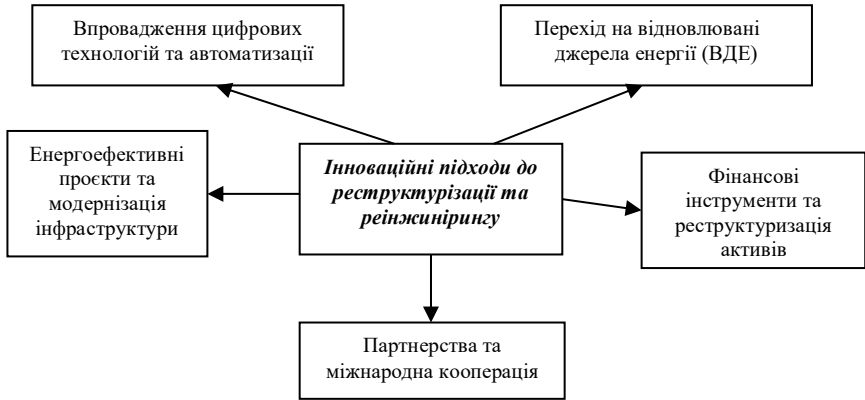 Впровадження цифрових
технологій та автоматизації
Перехід на відновлювані
джерела енергії (ВДЕ)
Енергоефективні
проєкти та
модернізація
інфраструктури
Інноваційні підходи до
реструктурізації та
реінжинірингу
Фінансові
інструменти та
реструктуризація
активів
Партнерства та
міжнародна кооперація